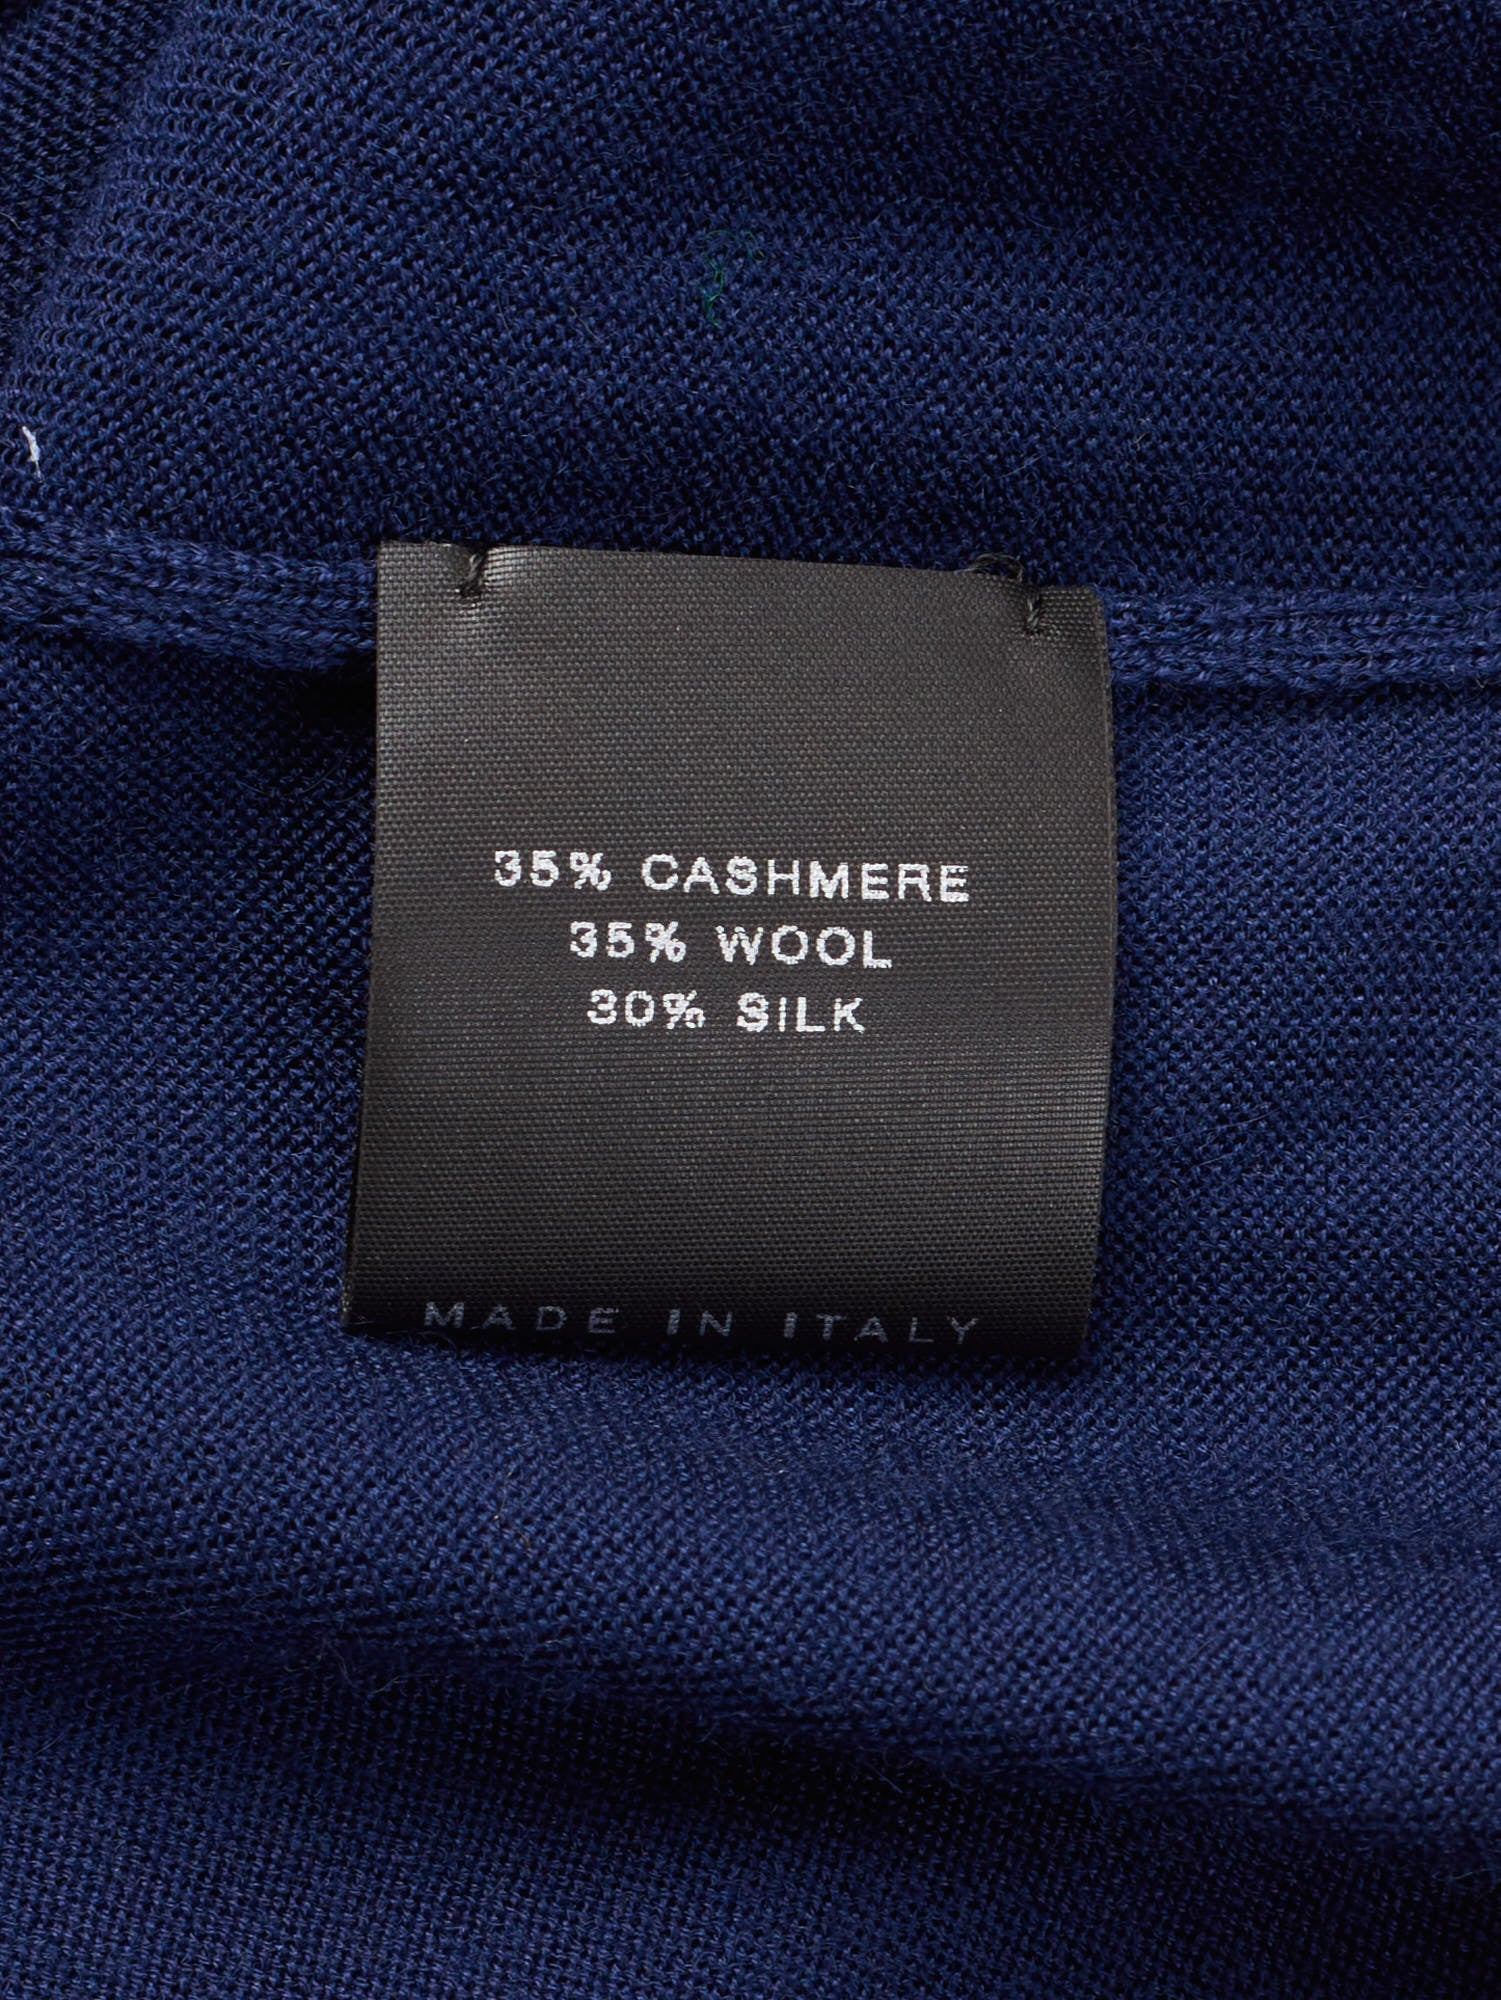 35% CASHMERE
35% WOOL
30% SILK
MADE IN ITALY